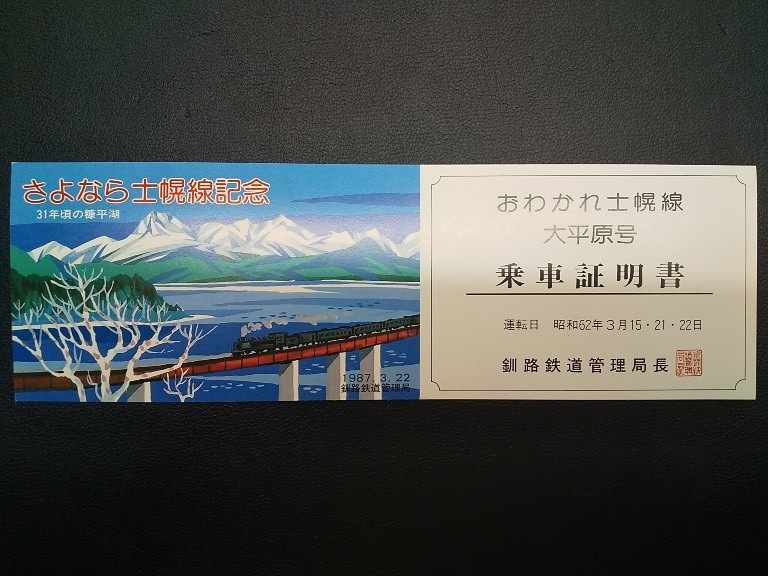 さよなら士幌線記念
31年頃の糠平湖
1987. 3. 22
釧路鉄道管理局
おわかれ士幌線
大平原号
乗車証明書
運転日 昭和62年3月15・21・22日
釧路鉄道管理局長